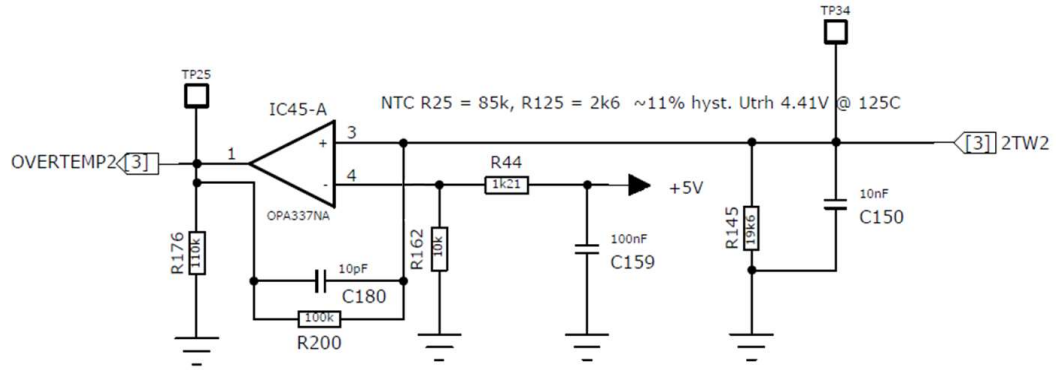 TP34
TP25
IC45-A
NTC R25 = 85k, R125 = 2k6 ~11% hyst. Utrh 4.41V @ 125C
3
OVERTEMP2 [3]
1
+
[3] 2TW2
R44
4
-
1k21
+5V
OPA337NA
10nF
C150
R176
110k
R162
10k
100nF
C159
R145
19k6
10pF
C180
100k
R200